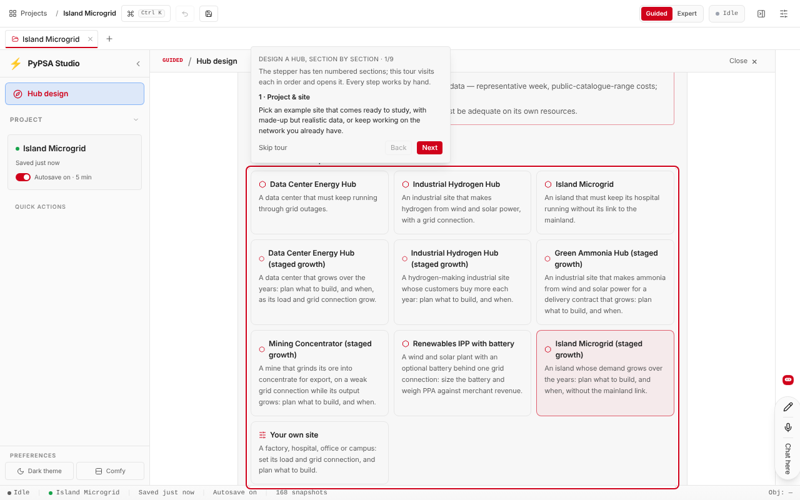 Projects / Island Microgrid
⌘ Ctrl K
Guided Expert
Idle
Island Microgrid ×
+
PyPSA Studio
Hub design
PROJECT
Island Microgrid
Saved just now
Autosave on · 5 min
QUICK ACTIONS
PREFERENCES
Dark theme
Comfy
GUIDED / Hub design
Close ×
data — representative week, public-catalogue-range costs;
st be adequate on its own resources.
DESIGN A HUB, SECTION BY SECTION · 1/9
The stepper has ten numbered sections; this tour visits
each in order and opens it. Every step works by hand.
1 · Project & site
Pick an example site that comes ready to study, with
made-up but realistic data, or keep working on the
network you already have.
Skip tour
Back
Next
Data Center Energy Hub
A data center that must keep running
through grid outages.
Industrial Hydrogen Hub
An industrial site that makes
hydrogen from wind and solar power,
with a grid connection.
Island Microgrid
An island that must keep its hospital
running without its link to the
mainland.
Data Center Energy Hub
(staged growth)
A data center that grows over the
years: plan what to build, and when,
as its load and grid connection grow.
Industrial Hydrogen Hub
(staged growth)
A hydrogen-making industrial site
whose customers buy more each
year: plan what to build, and when.
Green Ammonia Hub (staged
growth)
An industrial site that makes ammonia
from wind and solar power for a
delivery contract that grows: plan
what to build, and when.
Mining Concentrator (staged
growth)
A mine that grinds its ore into
concentrate for export, on a weak
grid connection while its output
grows: plan what to build, and when.
Renewables IPP with battery
A wind and solar plant with an
optional battery behind one grid
connection: size the battery and
weigh PPA against merchant revenue.
Island Microgrid (staged
growth)
An island whose demand grows over
the years: plan what to build, and
when, without the mainland link.
Your own site
A factory, hospital, office or campus:
set its load and grid connection, and
plan what to build.
Chat here
Idle
Island Microgrid
Saved just now
Autosave on
168 snapshots
Obj: —